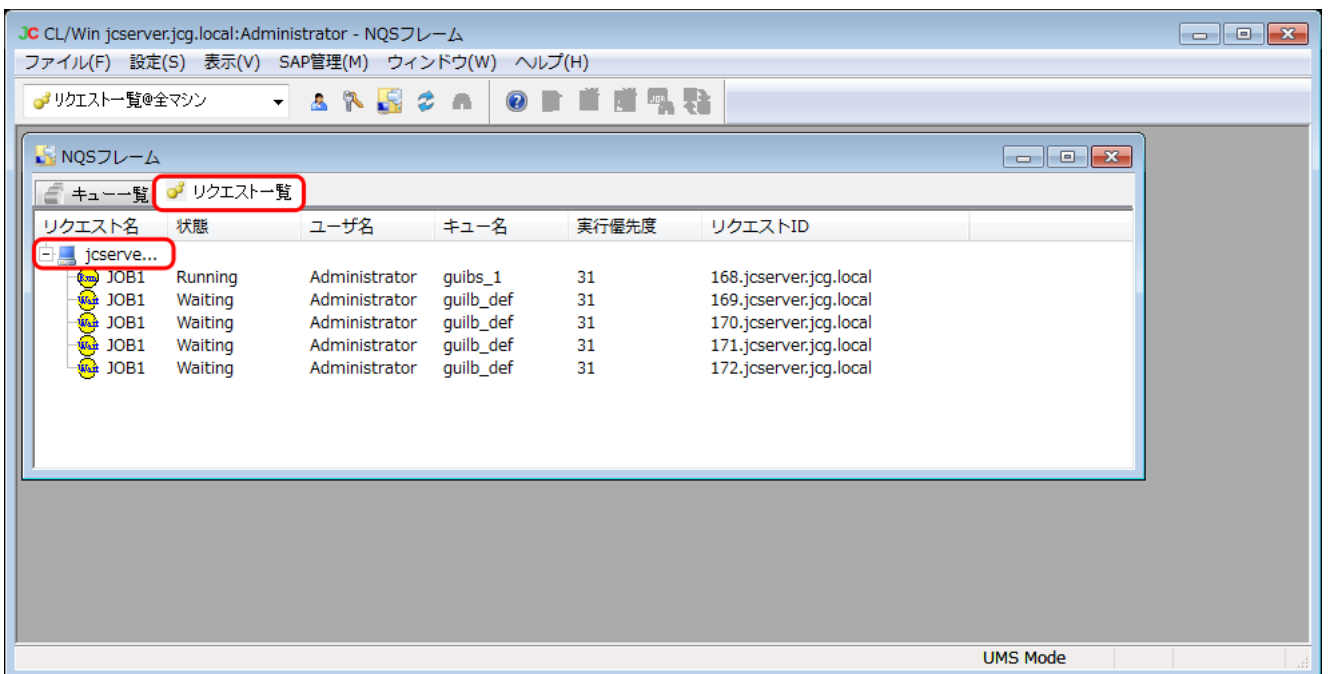 JC CL/Win jcserver.jcg.local:Administrator - NQSフレーム
ファイル(F) 設定(S) 表示(V) SAP管理(M) ウィンドウ(W) ヘルプ(H)
リクエスト一覧@全マシン
NQSフレーム
キュー一覧 リクエスト一覧
リクエスト名 状態 ユーザ名 キュー名 実行優先度 リクエストID
jcserve...
JOB1 Running Administrator guibs_1 31 168.jcserver.jcg.local
Wait JOB1 Waiting Administrator guilb_def 31 169.jcserver.jcg.local
Wait JOB1 Waiting Administrator guilb_def 31 170.jcserver.jcg.local
Wait JOB1 Waiting Administrator guilb_def 31 171.jcserver.jcg.local
Wait JOB1 Waiting Administrator guilb_def 31 172.jcserver.jcg.local
UMS Mode